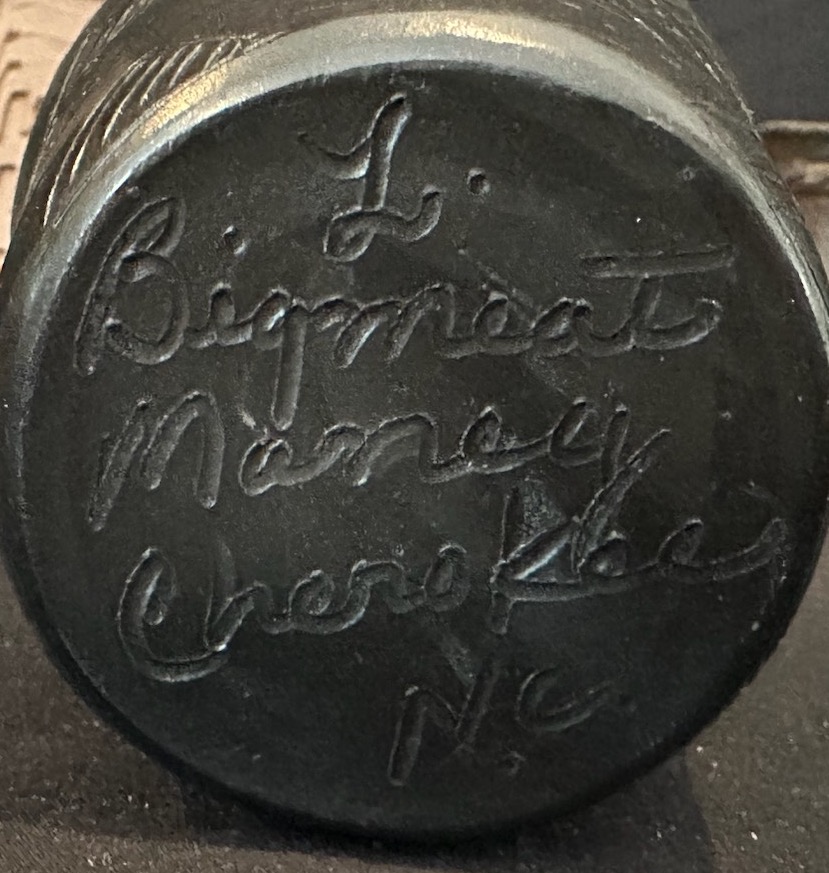 L.
Bigmeat
Maney
Cherokee
N.C.